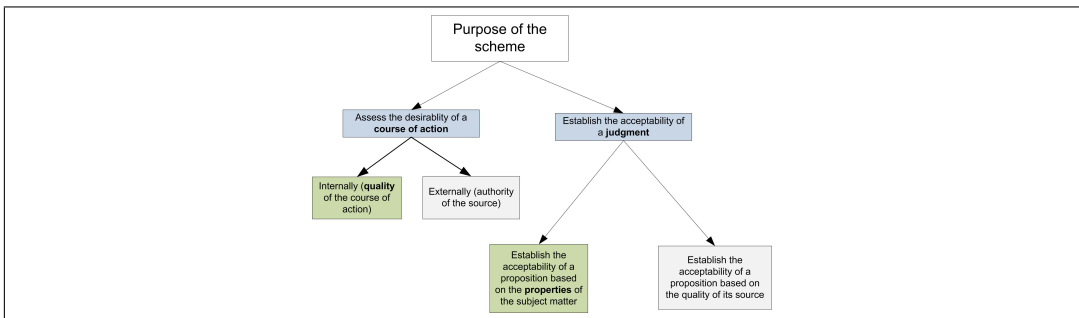 Purpose of the
scheme
Assess the desirablity of a
course of action
Establish the acceptability of
a judgment
Internally (quality
of the course of
action)
Externally (authority
of the source)
Establish the
acceptability of a
proposition based
on the properties of
the subject matter
Establish the
acceptability of a
proposition based on
the quality of its source